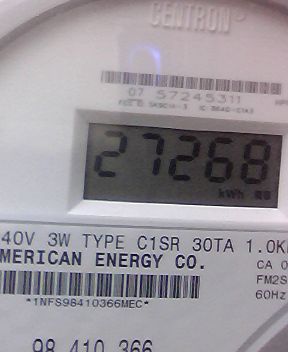 CENTRON®
07 57245311
27268
kWh
40V 3W TYPE C1SR 30TA 1.0K
MERICAN ENERGY CO.
CA 0
FM2S
60Hz
*1NFS98410366MEC*
98 410 366